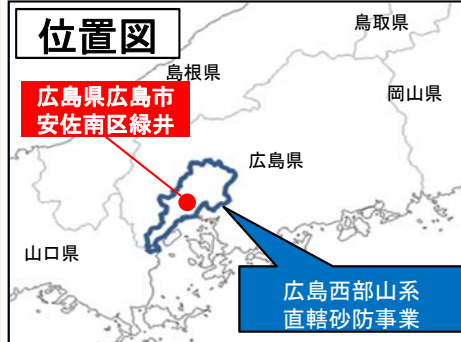 位置図
鳥取県
島根県
広島県広島市
安佐南区緑井
岡山県
広島県
山口県
広島西部山系
直轄砂防事業